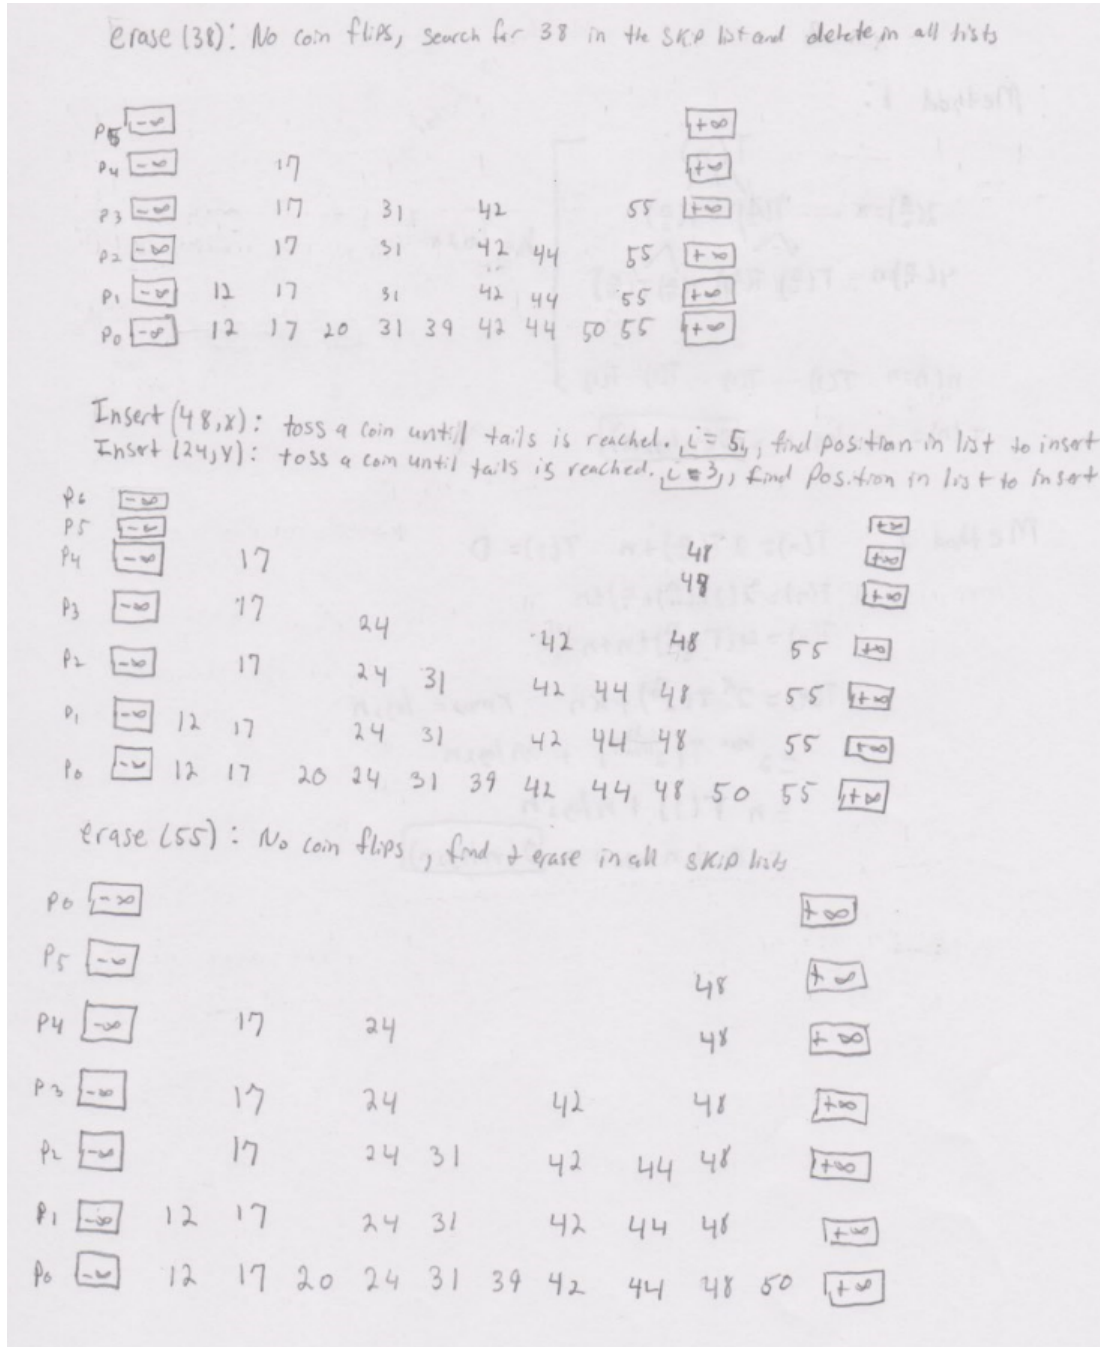 erase (38): No coin flips, search for 38 in the skip list and delete in all lists
P5 -∞ +∞
P4 -∞ 17 +∞
P3 -∞ 17 31 42 55 +∞
P2 -∞ 17 31 42 44 55 +∞
P1 -∞ 12 17 31 42 44 55 +∞
P0 -∞ 12 17 20 31 39 42 44 50 55 +∞
Insert (48,x): toss a coin until tails is reached. i = 5, find position in list to insert
Insert (24,y): toss a coin until tails is reached. i = 3, find position in list to insert
P6 -∞
P5 -∞ +∞
P4 -∞ 17 48 +∞
48 +∞
P3 -∞ 17
24 42 48 55 +∞
P2 -∞ 17 24 31 42 44 48 55 +∞
P1 -∞ 12 17 24 31 42 44 48 55 +∞
P0 -∞ 12 17 20 24 31 39 42 44 48 50 55 +∞
erase (55): No coin flips, find & erase in all skip lists
P6 -∞ +∞
P5 -∞ 48 +∞
P4 -∞ 17 24 48 +∞
P3 -∞ 17 24 42 48 +∞
P2 -∞ 17 24 31 42 44 48 +∞
P1 -∞ 12 17 24 31 42 44 48 +∞
P0 -∞ 12 17 20 24 31 39 42 44 48 50 +∞